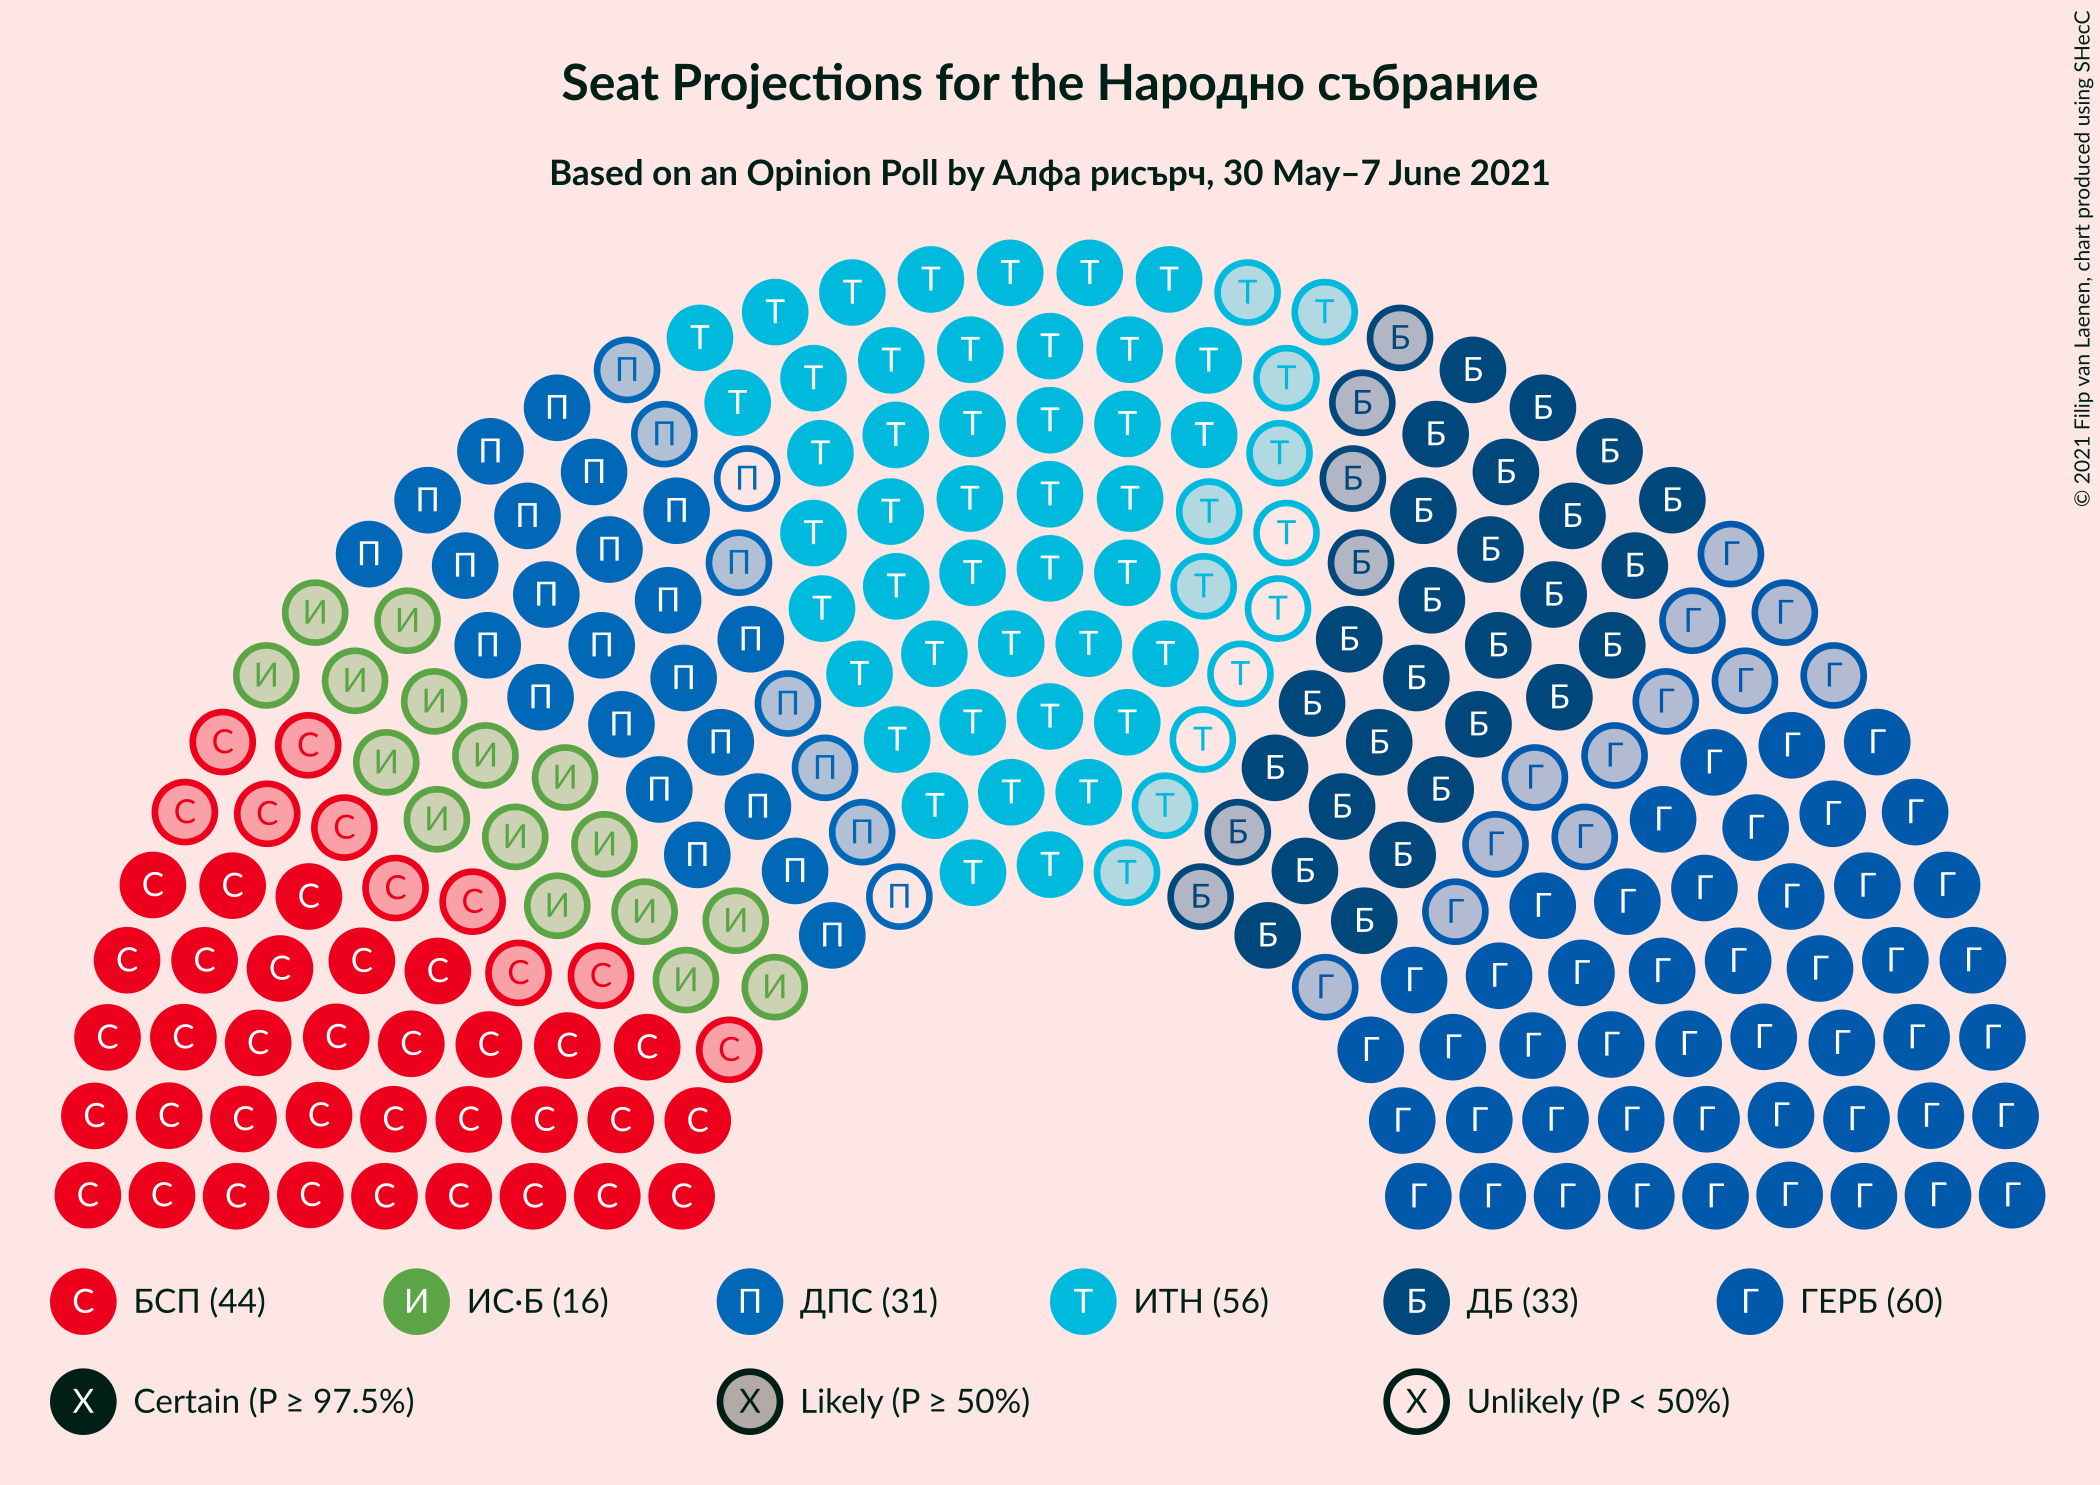 Seat Projections for the Народно събрание
Based on an Opinion Poll by Алфа рисърч, 30 May–7 June 2021
© 2021 Filip van Laenen, chart produced using SHecC
С БСП (44) И ИС·Б (16) П ДПС (31) Т ИТН (56) Б ДБ (33) Г ГЕРБ (60)
X Certain (P ≥ 97.5%) X Likely (P ≥ 50%) X Unlikely (P < 50%)